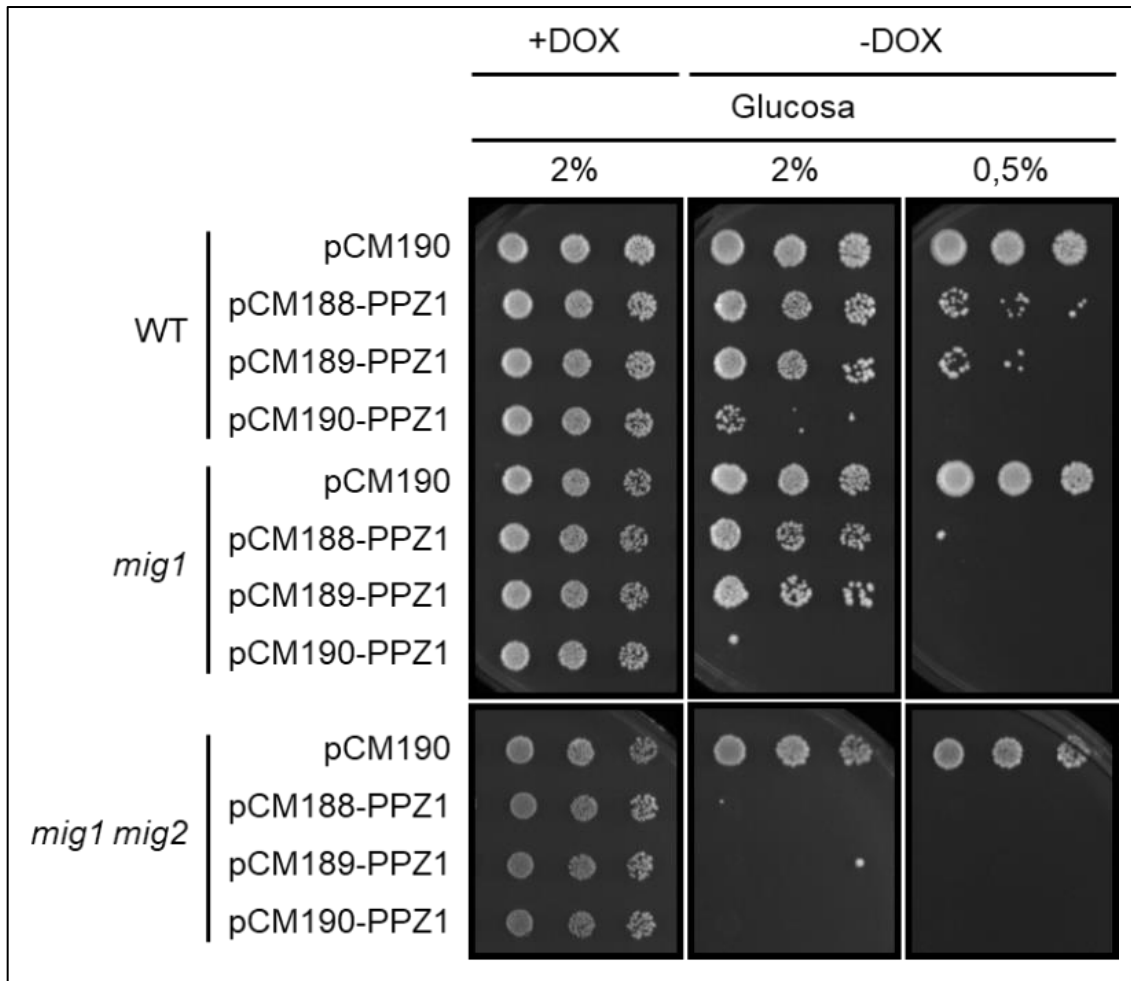 +DOX -DOX
Glucosa
2% 2% 0,5%
WT
pCM190
pCM188-PPZ1
pCM189-PPZ1
pCM190-PPZ1
mig1
pCM190
pCM188-PPZ1
pCM189-PPZ1
pCM190-PPZ1
mig1 mig2
pCM190
pCM188-PPZ1
pCM189-PPZ1
pCM190-PPZ1